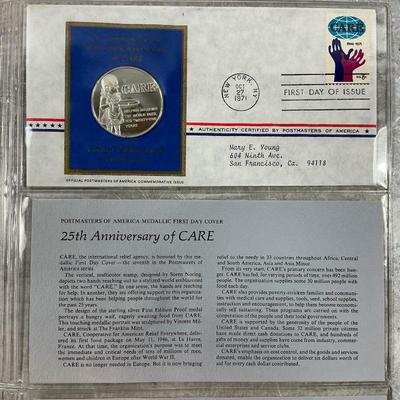 CARE
HELPED FEED AND
THE WORLD OVER
TWENTY-FIVE
YEARS
NEW YORK, NY
OCT
27
1971
CARE
FIRST DAY OF ISSUE
AUTHENTICITY CERTIFIED BY POSTMASTERS OF AMERICA
Mary E. Young
604 Ninth Ave.
San Francisco, Ca. 94118
OFFICIAL POSTMASTERS OF AMERICA COMMEMORATIVE ISSUE
POSTMASTERS OF AMERICA MEDALLIC FIRST DAY COVER
25th Anniversary of CARE
CARE, the international relief agency, is honored by this medallic First Day Cover—the seventh in the Postmasters of America series.
The vertical, multicolor stamp, designed by Soren Noring, depicts two hands reaching out to a stylized world emblazoned with the word "CARE." In one sense, the hands are reaching for help. In another, they are offering support to this organization which has been helping people throughout the world for the past 25 years.
The design of the sterling silver First Edition Proof medal portrays a hungry waif, eagerly awaiting food from CARE. This touching medallic portrait was sculpted by Vincent Miller, and struck at The Franklin Mint.
CARE, Cooperative for American Relief Everywhere, delivered its first food package on May 11, 1946, at Le Havre, France. At that time, the organization's purpose was to meet the immediate and critical needs of tens of millions of men, women and children in Europe after World War II.
CARE is no longer needed in Europe. But it is now bringing
relief to the needy in 33 countries throughout Africa, Central and South America, Asia and Asia Minor.
From its very start, CARE's primary concern has been hunger. CARE has fed, for varying periods of time, over 492 million people. The organization supplies some 30 million people with food each day.
CARE also provides poverty-stricken families and communities with medical care and supplies, tools, seed, school supplies, instruction and encouragement, to help them become economically self sustaining. These programs are carried on with the cooperation of the people and their local governments.
CARE is supported by the generosity of the people of the United States and Canada. Some 32 million private citizens have made direct cash donations to CARE, and hundreds of gifts of money and supplies have come from industry, commercial enterprise and service clubs.
CARE's emphasis on cost control, and the goods and services donated, enable the organization to deliver six dollars worth of aid for every cash dollar contributed.